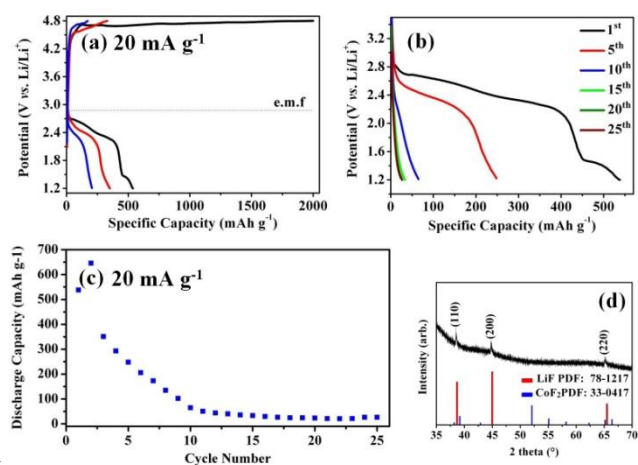 (a) 20 mA g⁻¹
Potential (V vs. Li/Li⁺)
4.8
4.2
3.6
3.0
2.4
1.8
1.2
e.m.f
0 500 1000 1500 2000
Specific Capacity (mAh g⁻¹)
(b)
1st
5th
10th
15th
20th
25th
Potential (V vs. Li/Li⁺)
3.2
2.8
2.4
2.0
1.6
1.2
0 100 200 300 400 500
Specific Capacity (mAh g⁻¹)
(c) 20 mA g⁻¹
Discharge Capacity (mAh g-1)
700
600
500
400
300
200
100
0
0 5 10 15 20 25
Cycle Number
(d)
Intensity (arb.)
(110)
(200)
(220)
LiF PDF: 78-1217
CoF₂PDF: 33-0417
35 40 45 50 55 60 65 70
2 theta (°)